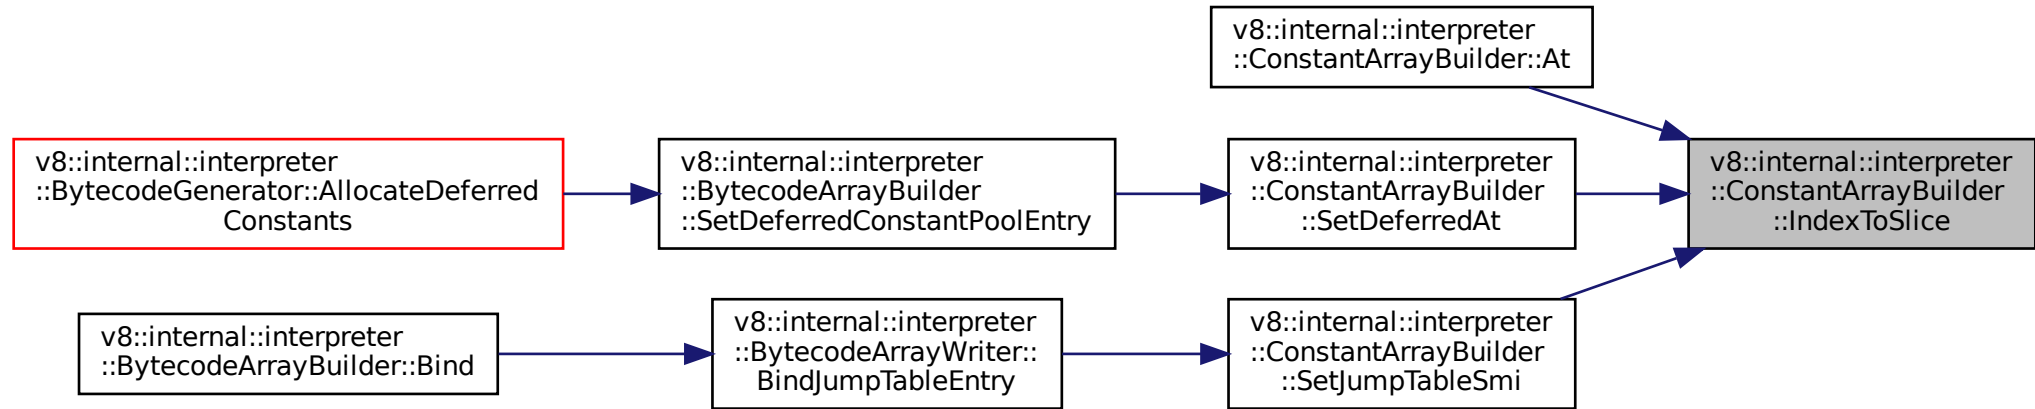 v8::internal::interpreter
::ConstantArrayBuilder::At
v8::internal::interpreter
::BytecodeGenerator::AllocateDeferred
Constants
v8::internal::interpreter
::BytecodeArrayBuilder
::SetDeferredConstantPoolEntry
v8::internal::interpreter
::ConstantArrayBuilder
::SetDeferredAt
v8::internal::interpreter
::ConstantArrayBuilder
::IndexToSlice
v8::internal::interpreter
::BytecodeArrayBuilder::Bind
v8::internal::interpreter
::BytecodeArrayWriter::
BindJumpTableEntry
v8::internal::interpreter
::ConstantArrayBuilder
::SetJumpTableSmi